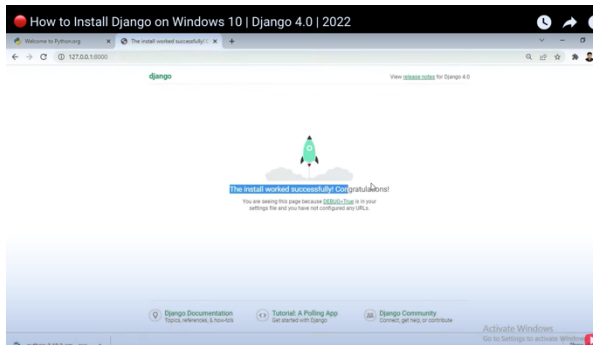 How to Install Django on Windows 10 | Django 4.0 | 2022
Welcome to Python.org
The install worked successfully! C
127.0.0.1:8000
django
View release notes for Django 4.0
The install worked successfully! Congratulations!
You are seeing this page because DEBUG=True is in your
settings file and you have not configured any URLs.
Django Documentation
Topics, references, & how-to's
Tutorial: A Polling App
Get started with Django
Django Community
Connect, get help, or contribute
Activate Windows
Go to Settings to activate Windows